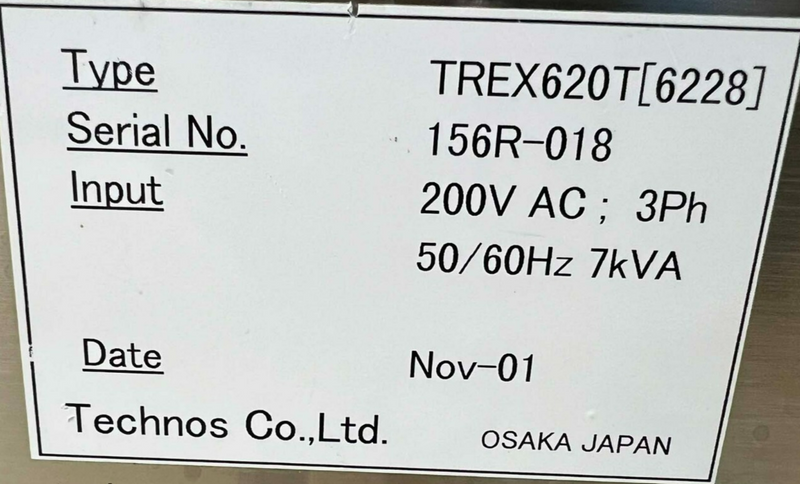 Type TREX620T[6228]
Serial No. 156R-018
Input 200V AC ; 3Ph
50/60Hz 7kVA
Date Nov-01
Technos Co.,Ltd. OSAKA JAPAN